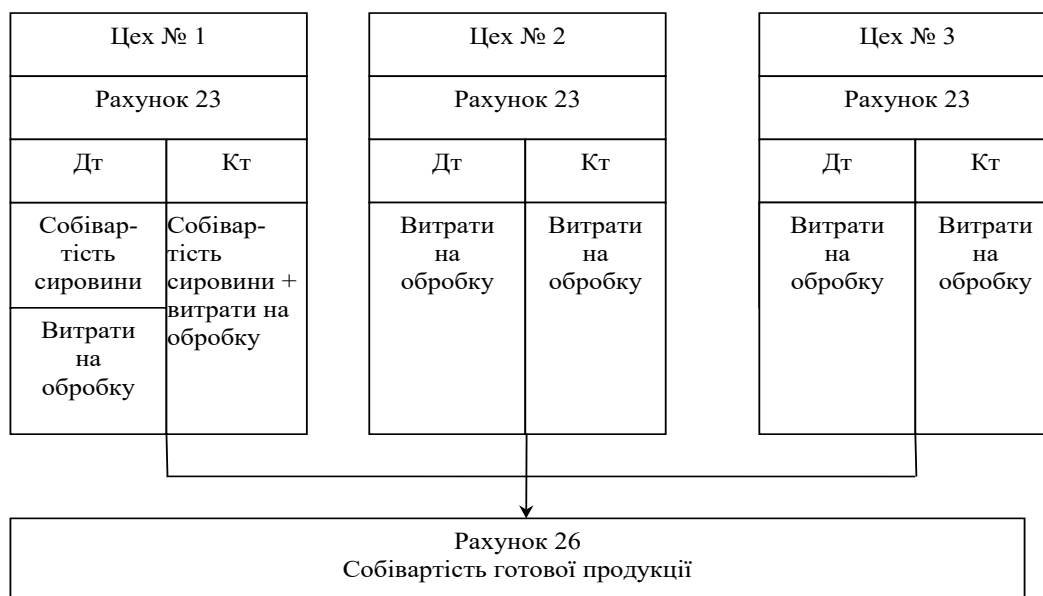 Цех № 1
Рахунок 23
Дт
Кт
Собівар-
тість
сировини
Витрати
на
обробку
Собівар-
тість
сировини +
витрати на
обробку
Цех № 2
Рахунок 23
Дт
Кт
Витрати
на
обробку
Витрати
на
обробку
Цех № 3
Рахунок 23
Дт
Кт
Витрати
на
обробку
Витрати
на
обробку
Рахунок 26
Собівартість готової продукції